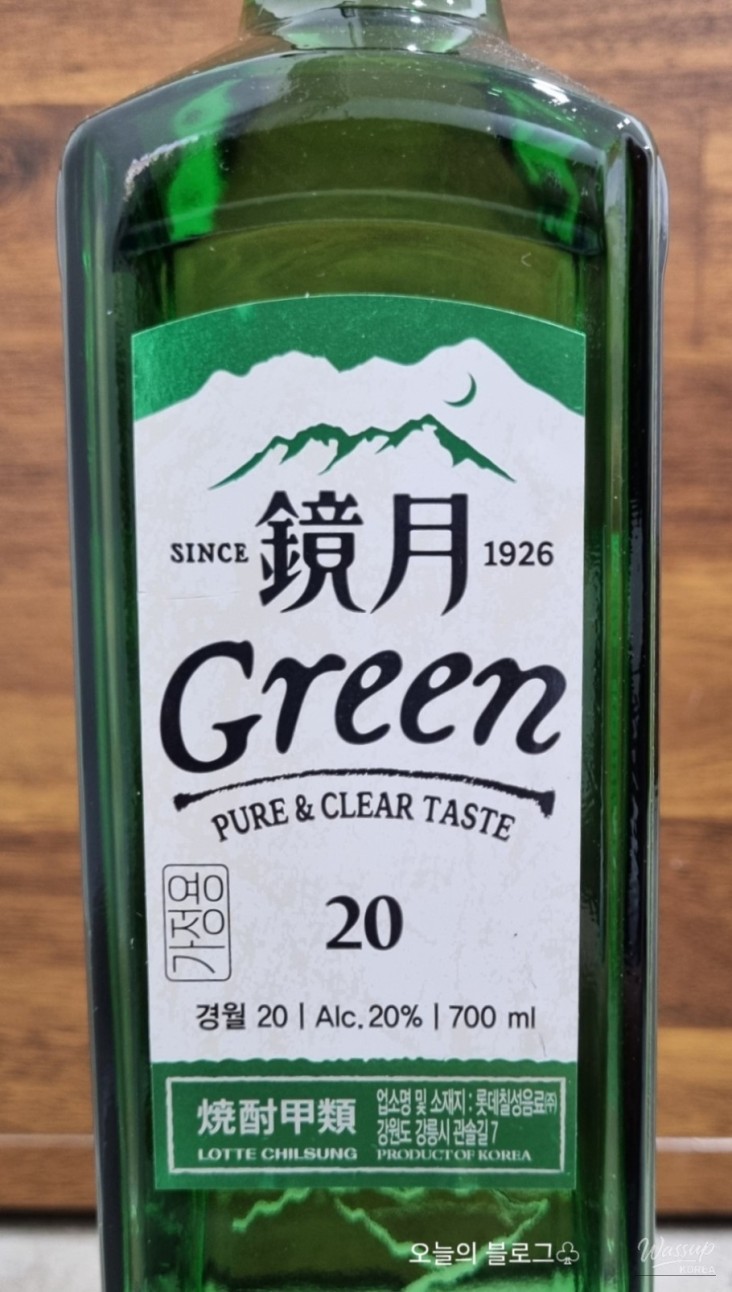 SINCE 鏡月 1926
Green
PURE & CLEAR TASTE
20
가정용
경월 20 | Alc.20% | 700 ml
焼酎甲類
LOTTE CHILSUNG
업소명 및 소재지 : 롯데칠성음료㈜
강원도 강릉시 관솔길 7
PRODUCT OF KOREA
오늘의 블로그♧
Wassup
KOREA